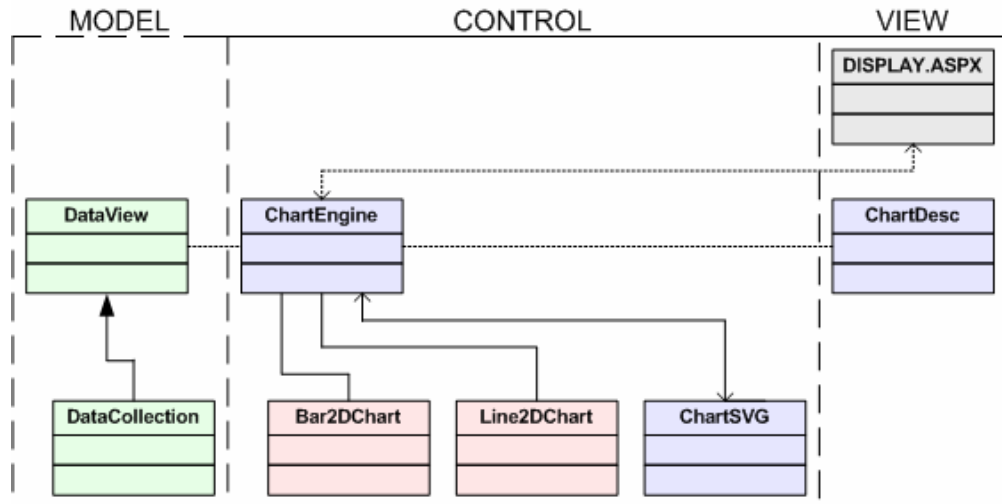 MODEL
CONTROL
VIEW
DISPLAY.ASPX
DataView
ChartEngine
ChartDesc
DataCollection
Bar2DChart
Line2DChart
ChartSVG